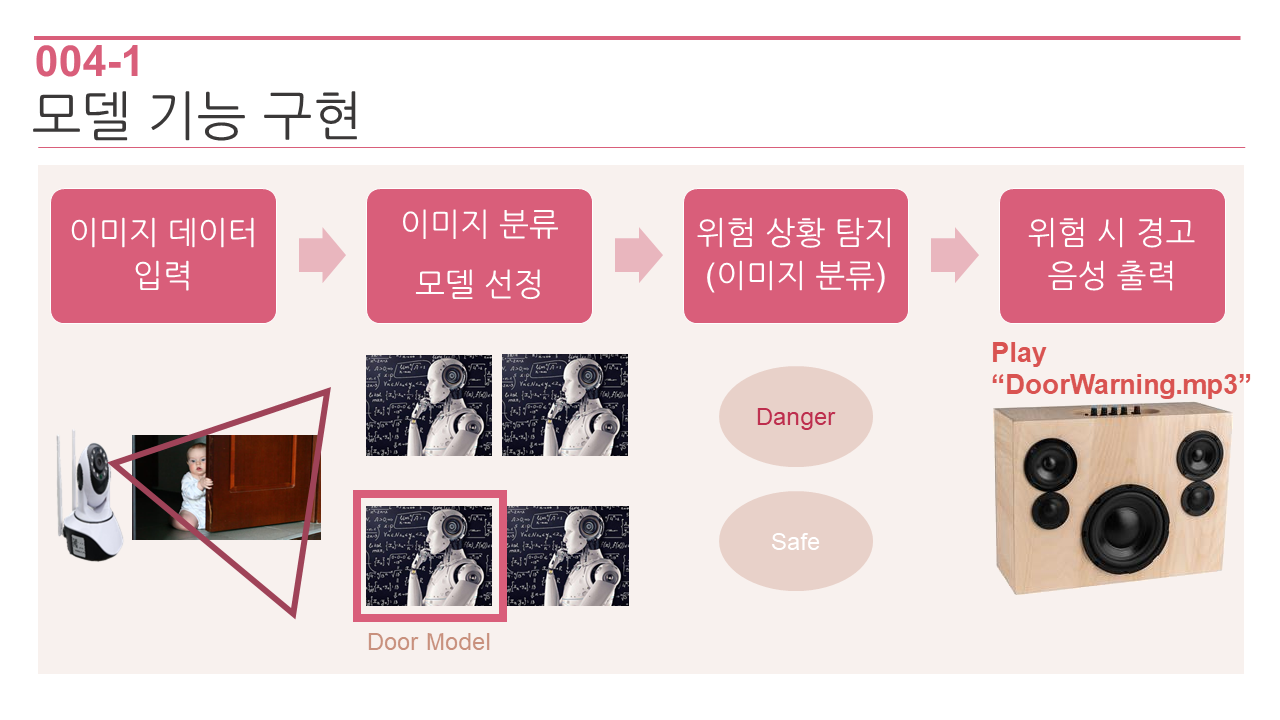 004-1
모델 기능 구현
이미지 데이터
입력
이미지 분류
모델 선정
위험 상황 탐지
(이미지 분류)
위험 시 경고
음성 출력
Door Model
Danger
Safe
Play
“DoorWarning.mp3”